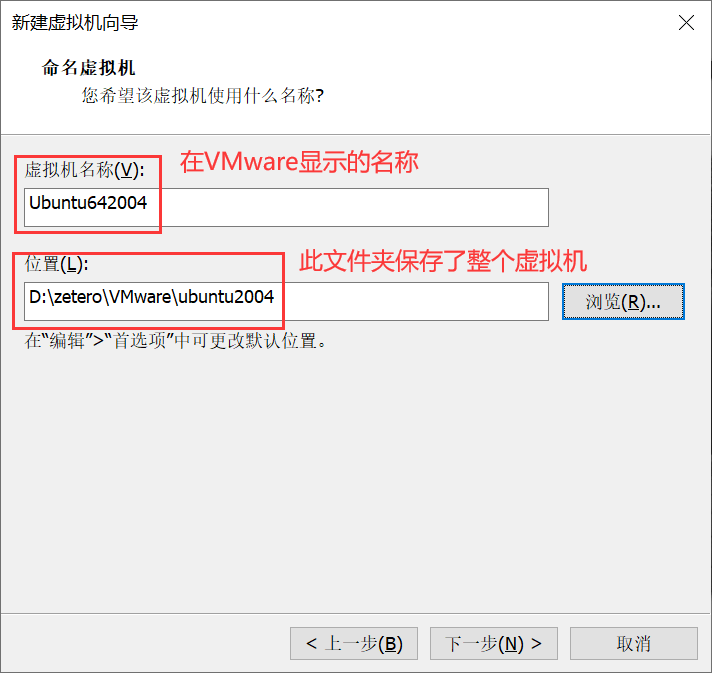 新建虚拟机向导
命名虚拟机
您希望该虚拟机使用什么名称?
在VMware显示的名称
虚拟机名称(V):
Ubuntu642004
此文件夹保存了整个虚拟机
位置(L):
D:\zetero\VMware\ubuntu2004
浏览(R)...
在“编辑”>“首选项”中可更改默认位置。
< 上一步(B)
下一步(N) >
取消